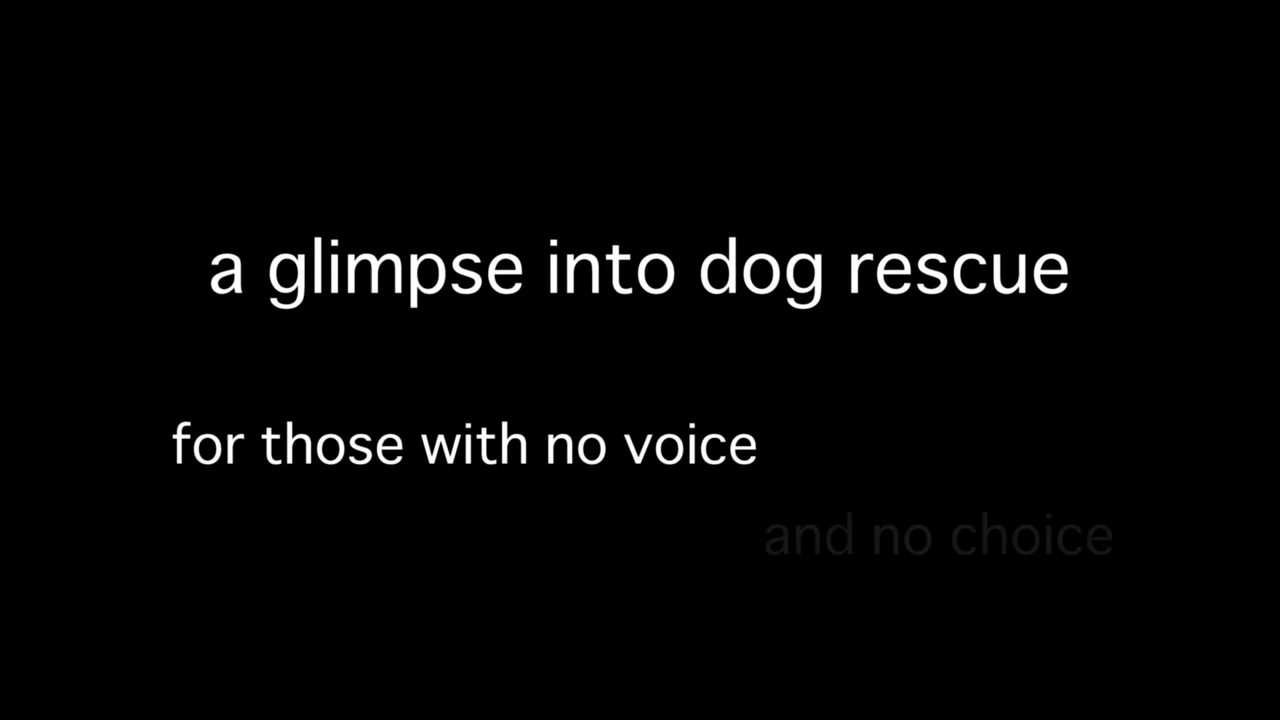 a glimpse into dog rescue
for those with no voice
and no choice